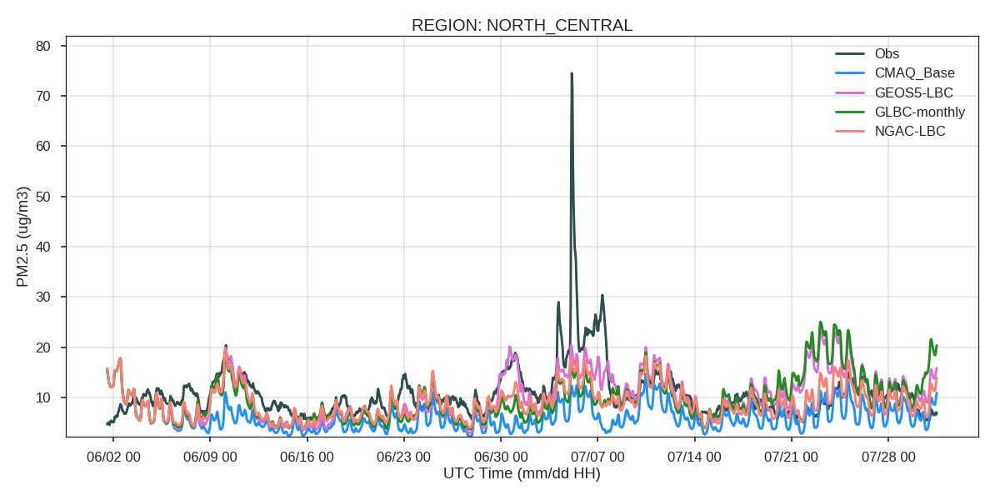 REGION: NORTH_CENTRAL
80
70
60
50
40
30
20
10
PM2.5 (ug/m3)
Obs
CMAQ_Base
GEOS5-LBC
GLBC-monthly
NGAC-LBC
06/02 00 06/09 00 06/16 00 06/23 00 06/30 00 07/07 00 07/14 00 07/21 00 07/28 00
UTC Time (mm/dd HH)